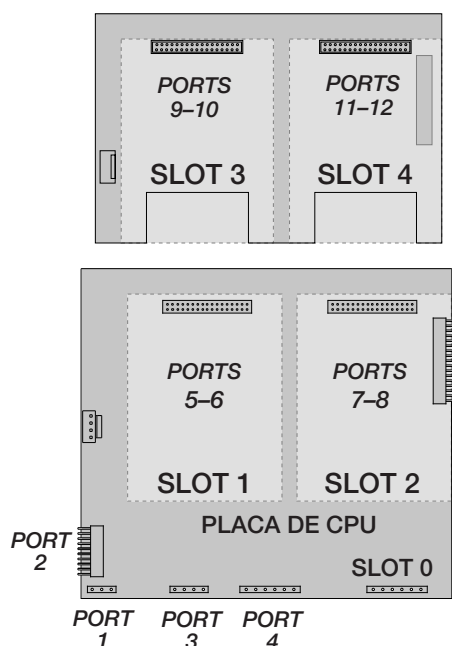 PORTS
9–10
PORTS
11–12
SLOT 3
SLOT 4
PORTS
5–6
PORTS
7–8
SLOT 1
SLOT 2
PLACA DE CPU
PORT
2
SLOT 0
PORT
1
PORT
3
PORT
4